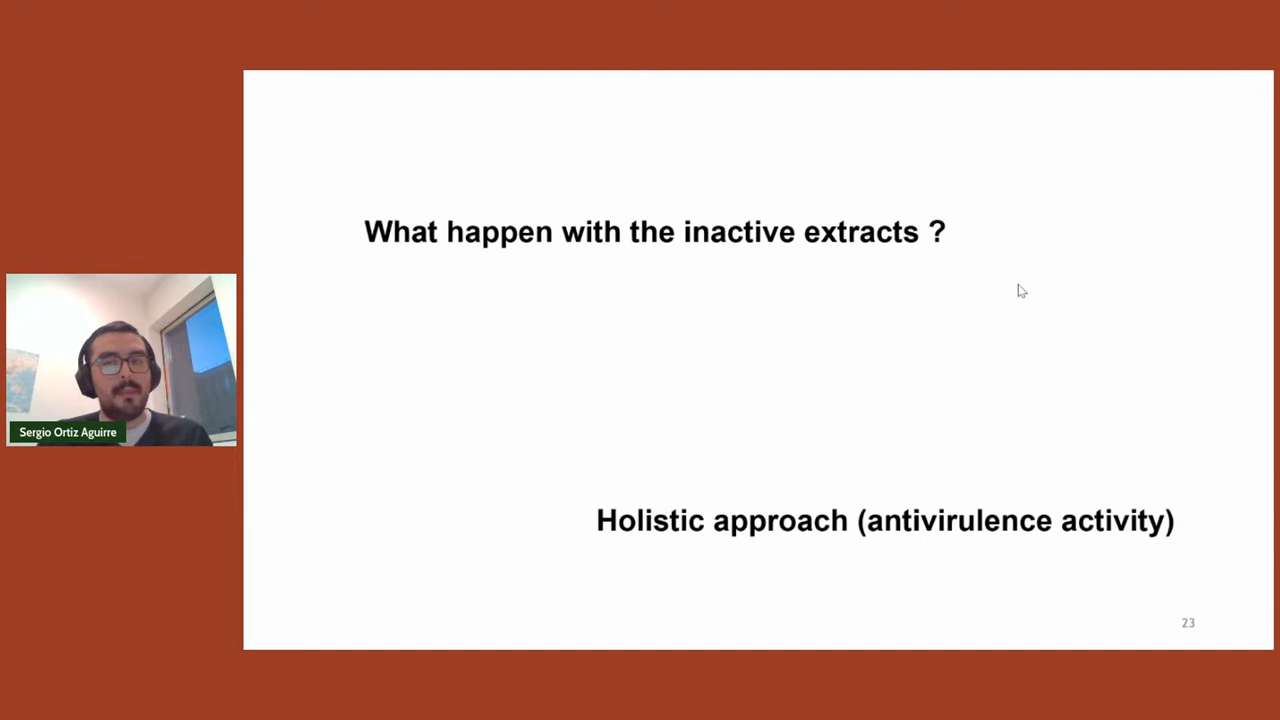 What happen with the inactive extracts ?
Sergio Ortiz Aguirre
Holistic approach (antivirulence activity)
23